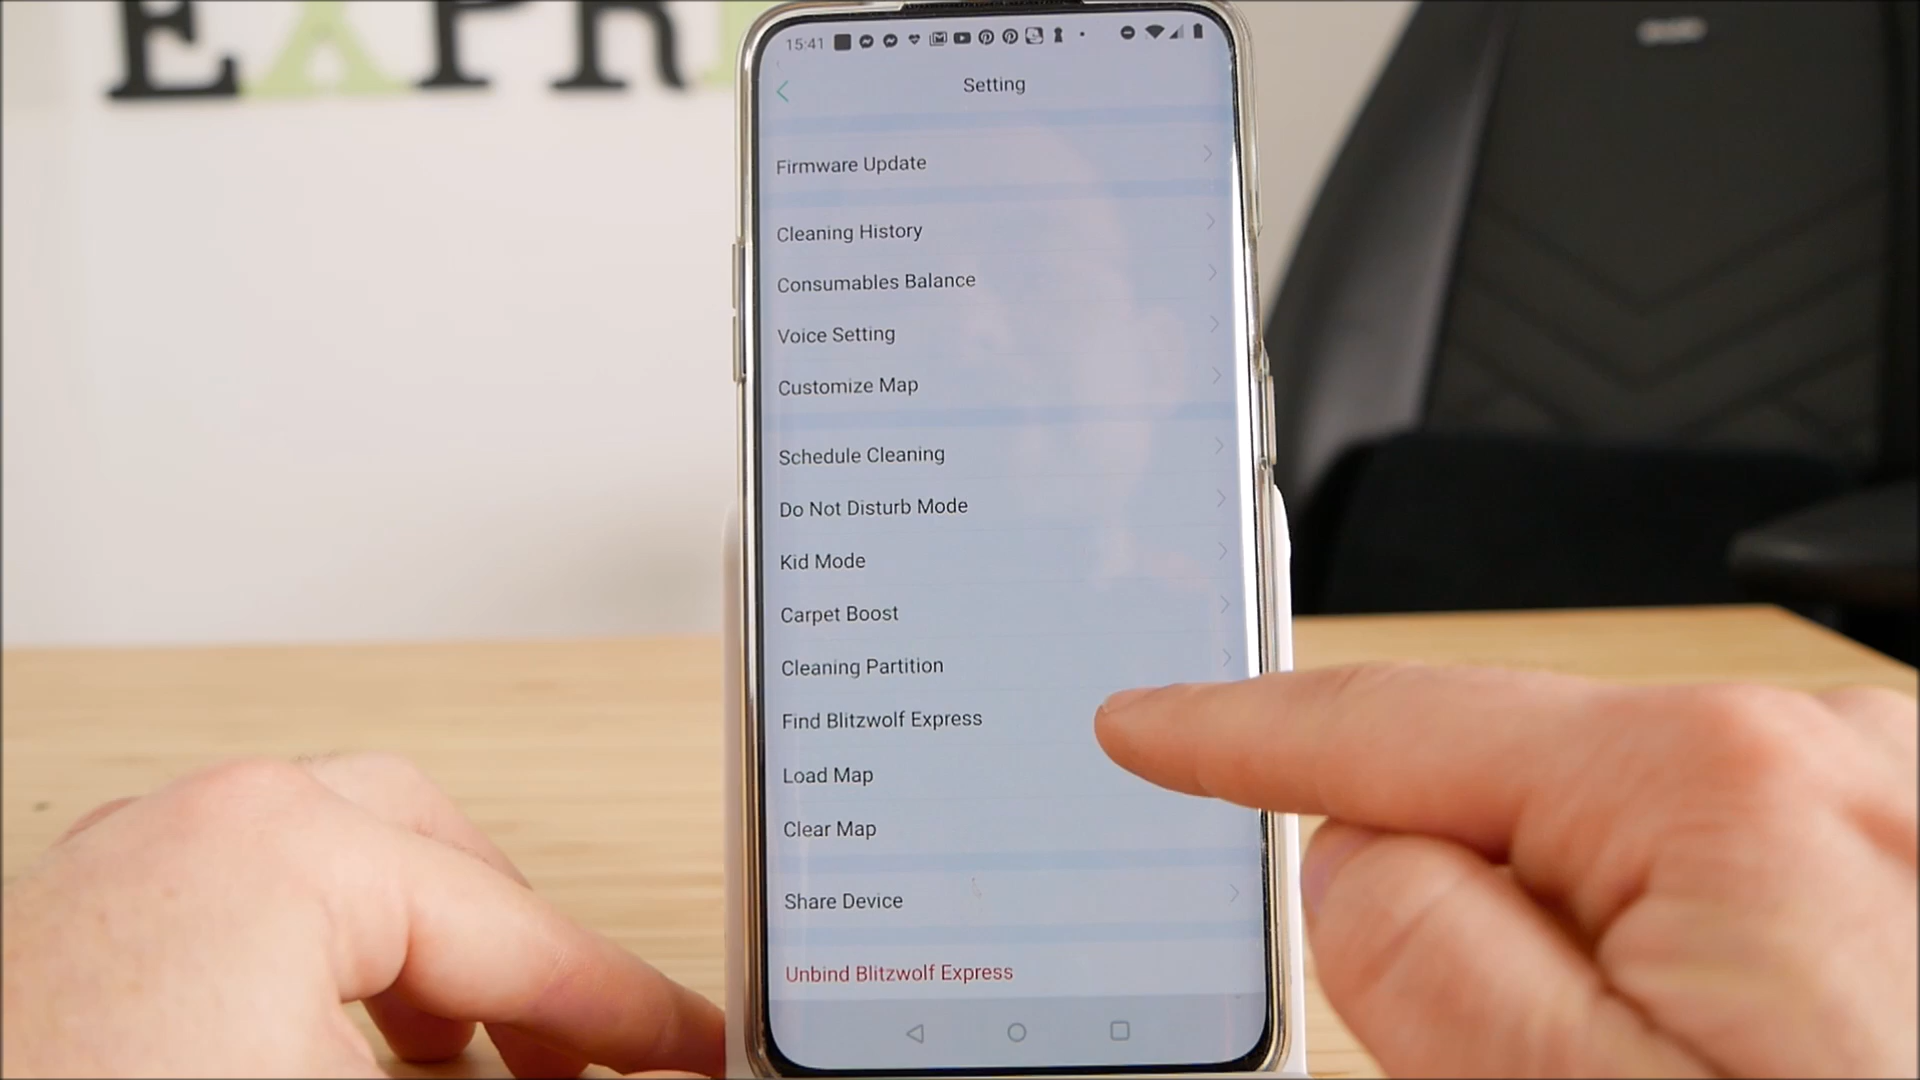 EXPR
15:41
Setting
Firmware Update
Cleaning History
Consumables Balance
Voice Setting
Customize Map
Schedule Cleaning
Do Not Disturb Mode
Kid Mode
Carpet Boost
Cleaning Partition
Find Blitzwolf Express
Load Map
Clear Map
Share Device
Unbind Blitzwolf Express